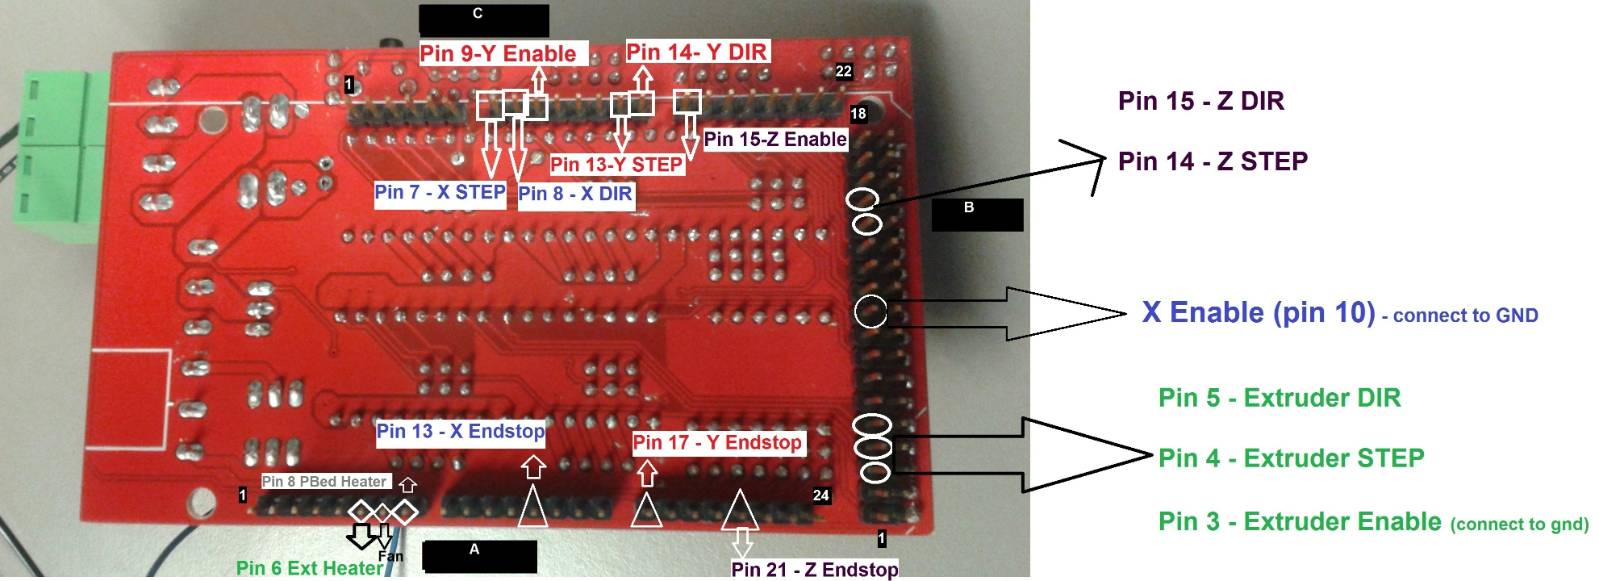 C
Pin 9-Y Enable
Pin 14- Y DIR
22
1
18
Pin 15 - Z DIR
Pin 15-Z Enable
Pin 13-Y STEP
Pin 14 - Z STEP
Pin 7 - X STEP
Pin 8 - X DIR
B
X Enable (pin 10) - connect to GND
Pin 5 - Extruder DIR
Pin 13 - X Endstop
Pin 17 - Y Endstop
Pin 4 - Extruder STEP
Pin 8 PBed Heater
1
24
Pin 3 - Extruder Enable (connect to gnd)
1
Fan
A
Pin 6 Ext Heater
Pin 21 - Z Endstop